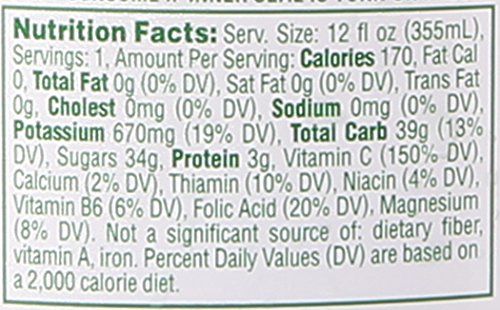 Nutrition Facts: Serv. Size: 12 fl oz (355mL),
Servings: 1, Amount Per Serving: Calories 170, Fat Cal
0, Total Fat 0g (0% DV), Sat Fat 0g (0% DV), Trans Fat
0g, Cholest 0mg (0% DV), Sodium 0mg (0% DV),
Potassium 670mg (19% DV), Total Carb 39g (13%
DV), Sugars 34g, Protein 3g, Vitamin C (150% DV),
Calcium (2% DV), Thiamin (10% DV), Niacin (4% DV),
Vitamin B6 (6% DV), Folic Acid (20% DV), Magnesium
(8% DV). Not a significant source of: dietary fiber,
vitamin A, iron. Percent Daily Values (DV) are based on
a 2,000 calorie diet.